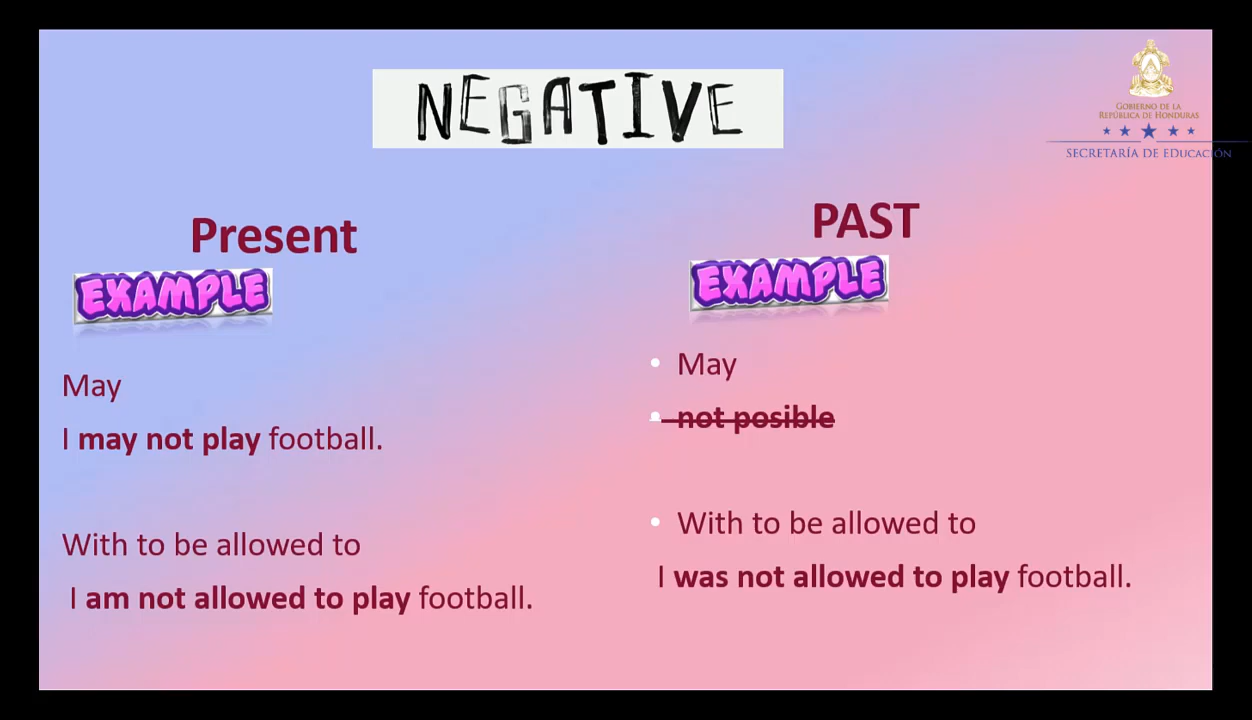 NEGATIVE
GOBIERNO DE LA
REPÚBLICA DE HONDURAS
SECRETARÍA DE EDUCACIÓN
Present
EXAMPLE
May
I may not play football.
With to be allowed to
I am not allowed to play football.
PAST
EXAMPLE
• May
• not posible
• With to be allowed to
I was not allowed to play football.